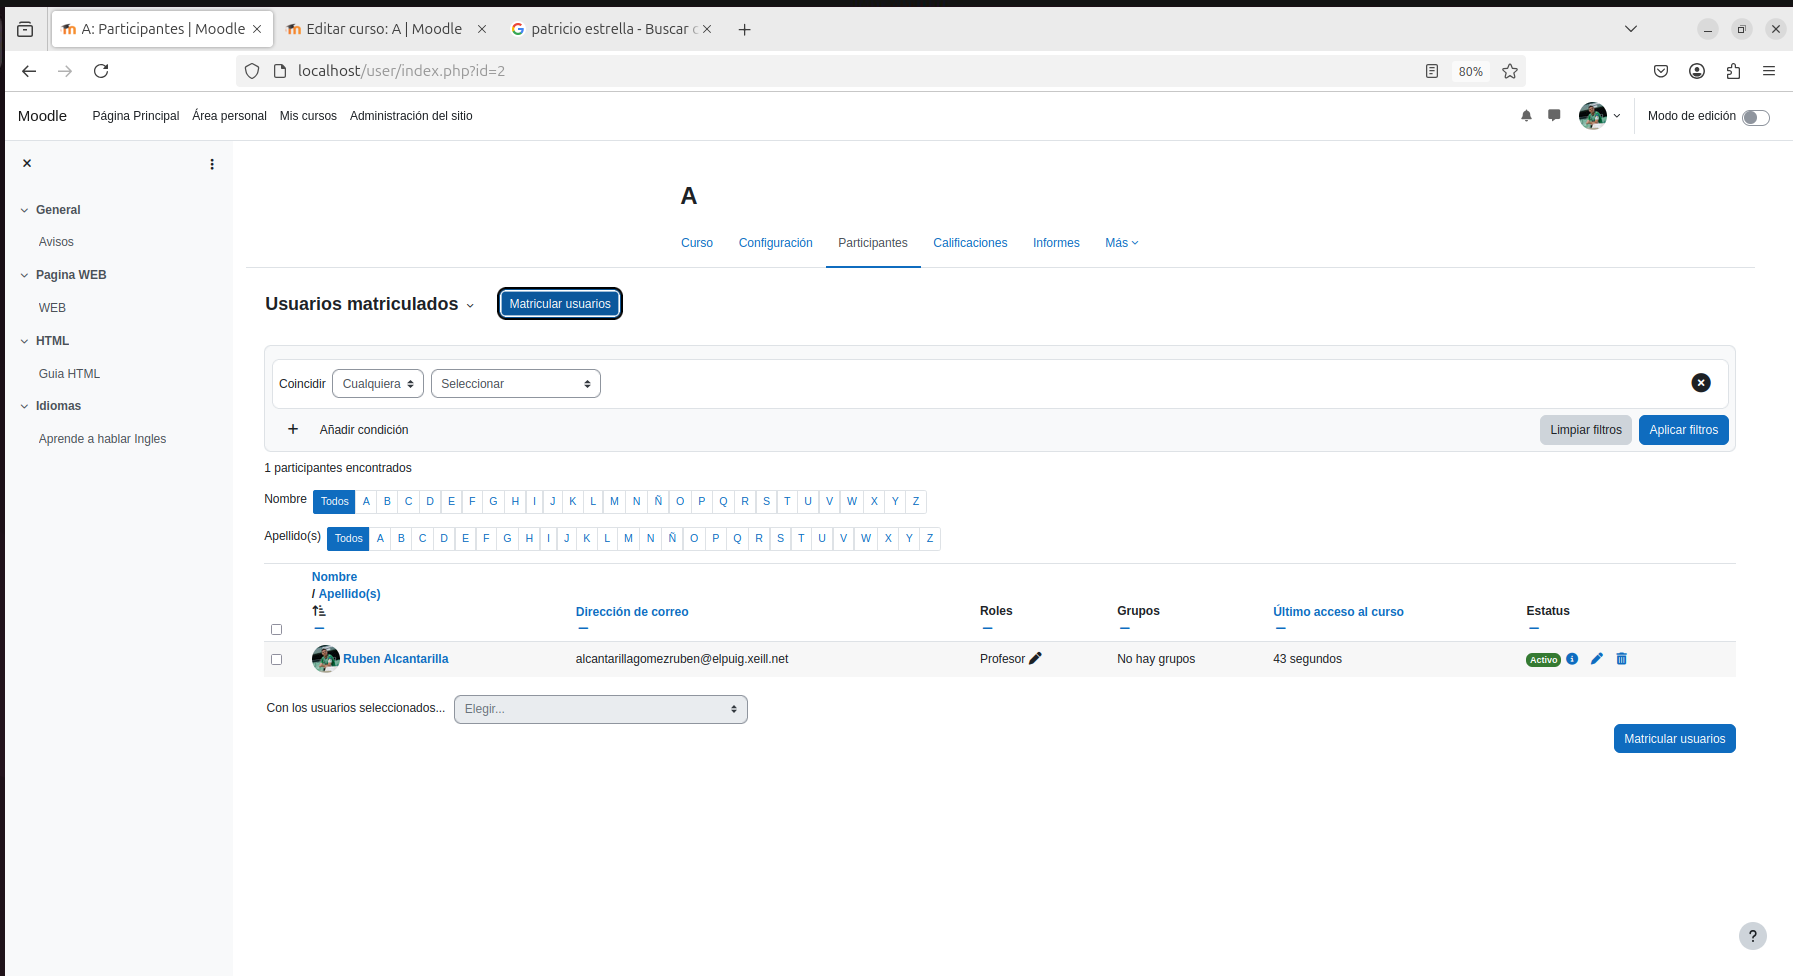 A: Participantes | Moodle
Editar curso: A | Moodle
patricio estrella - Buscar
localhost/user/index.php?id=2
80%
Moodle
Página Principal
Área personal
Mis cursos
Administración del sitio
Modo de edición
General
Avisos
Pagina WEB
WEB
HTML
Guia HTML
Idiomas
Aprende a hablar Ingles
A
Curso
Configuración
Participantes
Calificaciones
Informes
Más
Usuarios matriculados
Matricular usuarios
Coincidir
Cualquiera
Seleccionar
+ Añadir condición
Limpiar filtros
Aplicar filtros
1 participantes encontrados
Nombre Todos A B C D E F G H I J K L M N Ñ O P Q R S T U V W X Y Z
Apellido(s) Todos A B C D E F G H I J K L M N Ñ O P Q R S T U V W X Y Z
Nombre
/ Apellido(s)
Dirección de correo
Roles
Grupos
Último acceso al curso
Estatus
Ruben Alcantarilla
alcantarillagomezruben@elpuig.xeill.net
Profesor
No hay grupos
43 segundos
Activo
Con los usuarios seleccionados...
Elegir...
Matricular usuarios
?